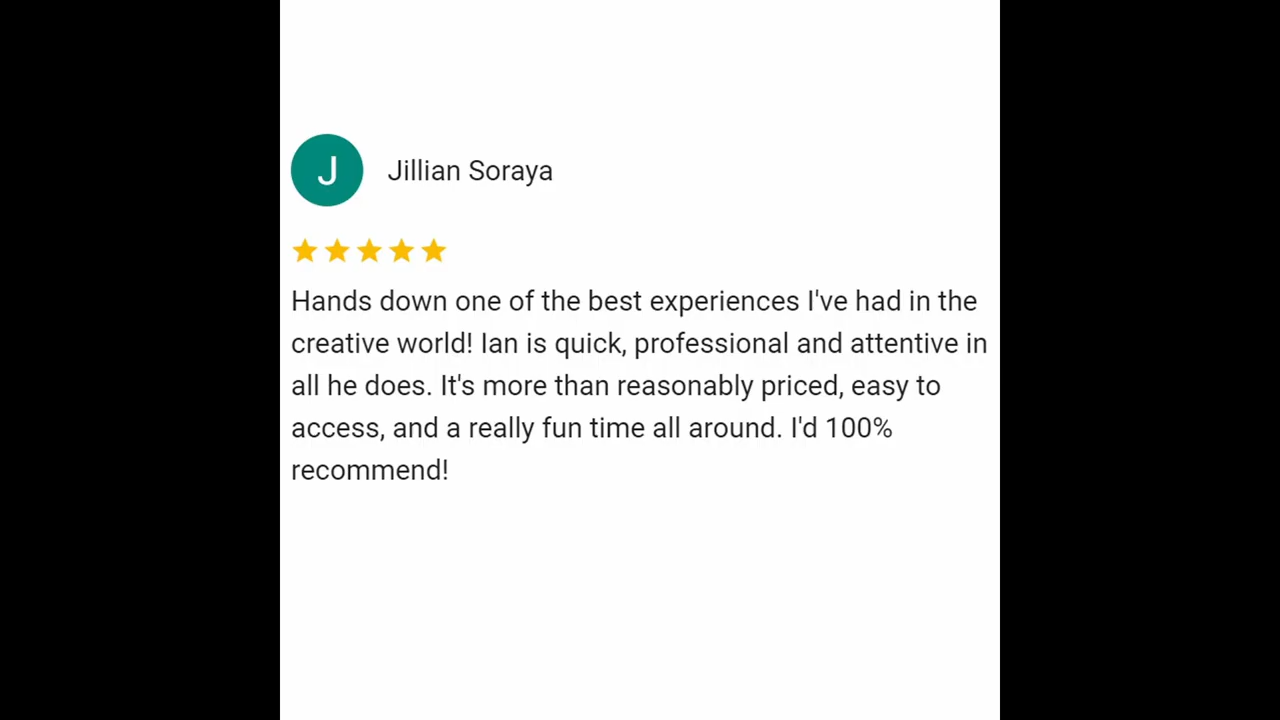 J
Jillian Soraya
Hands down one of the best experiences I've had in the
creative world! Ian is quick, professional and attentive in
all he does. It's more than reasonably priced, easy to
access, and a really fun time all around. I'd 100%
recommend!